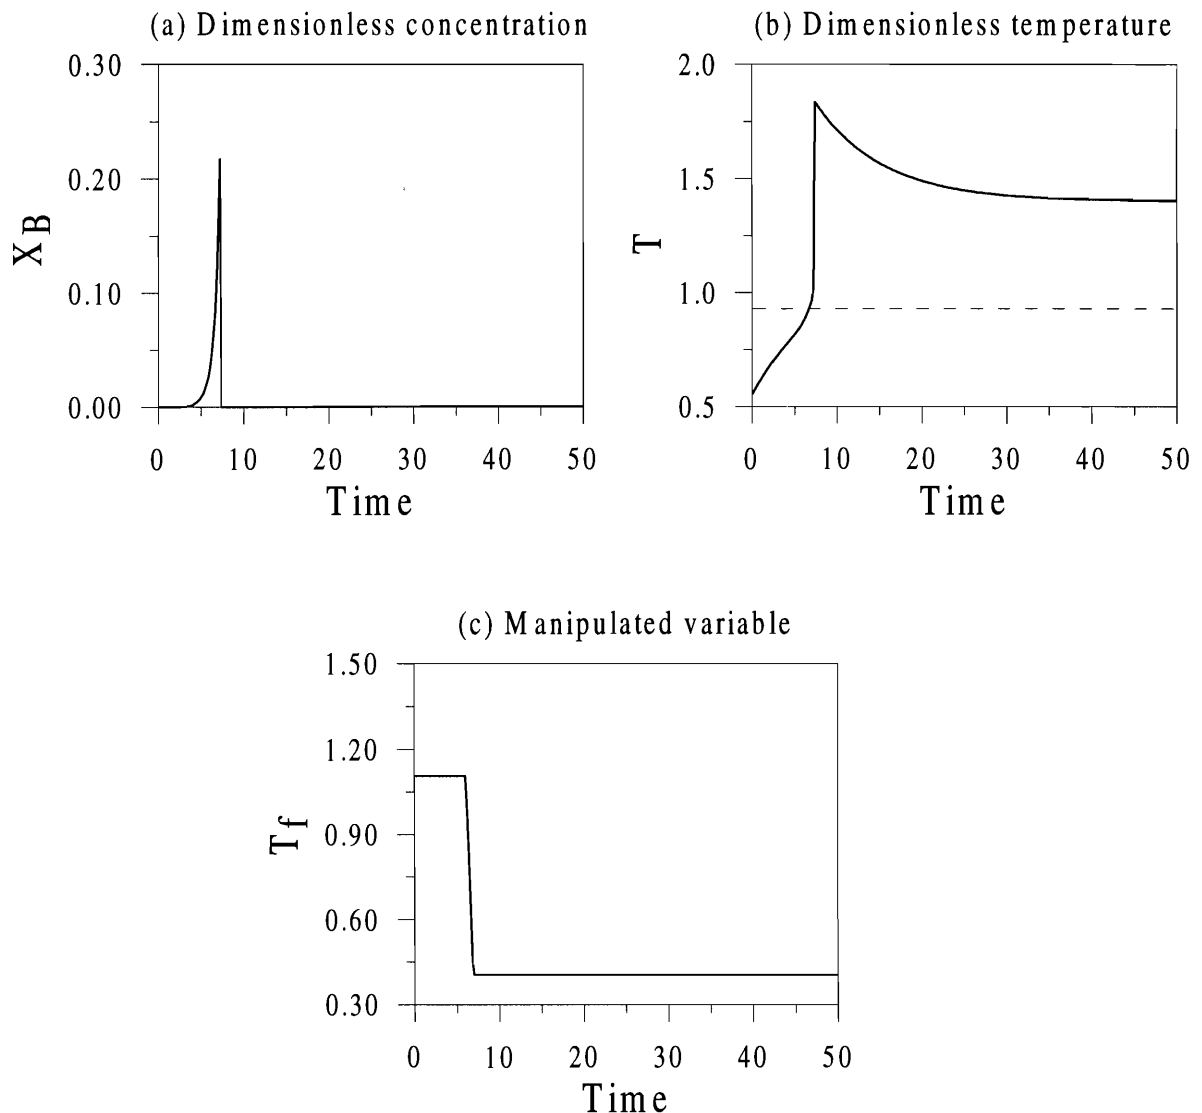 (a) Dimensionless concentration
0.30
0.20
0.10
0.00
X_B
0 10 20 30 40 50
Time
(b) Dimensionless temperature
2.0
1.5
1.0
0.5
T
0 10 20 30 40 50
Time
(c) Manipulated variable
1.50
1.20
0.90
0.60
0.30
T_f
0 10 20 30 40 50
Time